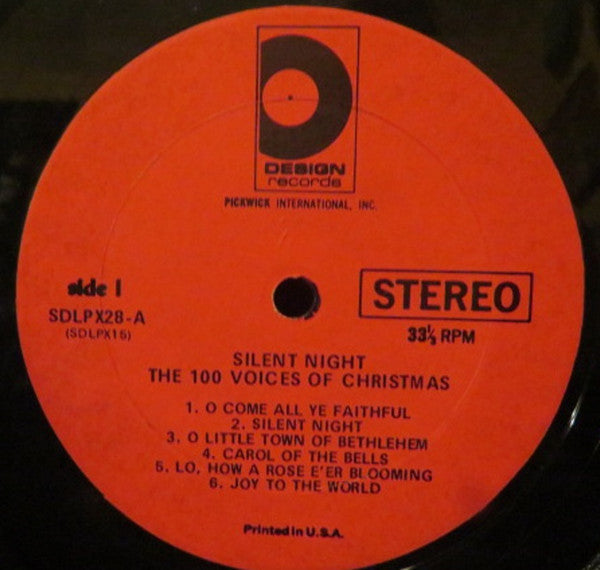 DESIGN
records
PICKWICK INTERNATIONAL, INC.
side 1
SDLPX28-A
(SDLPX15)
STEREO
33⅓ RPM
SILENT NIGHT
THE 100 VOICES OF CHRISTMAS
1. O COME ALL YE FAITHFUL
2. SILENT NIGHT
3. O LITTLE TOWN OF BETHLEHEM
4. CAROL OF THE BELLS
5. LO, HOW A ROSE E'ER BLOOMING
6. JOY TO THE WORLD
Printed in U.S.A.